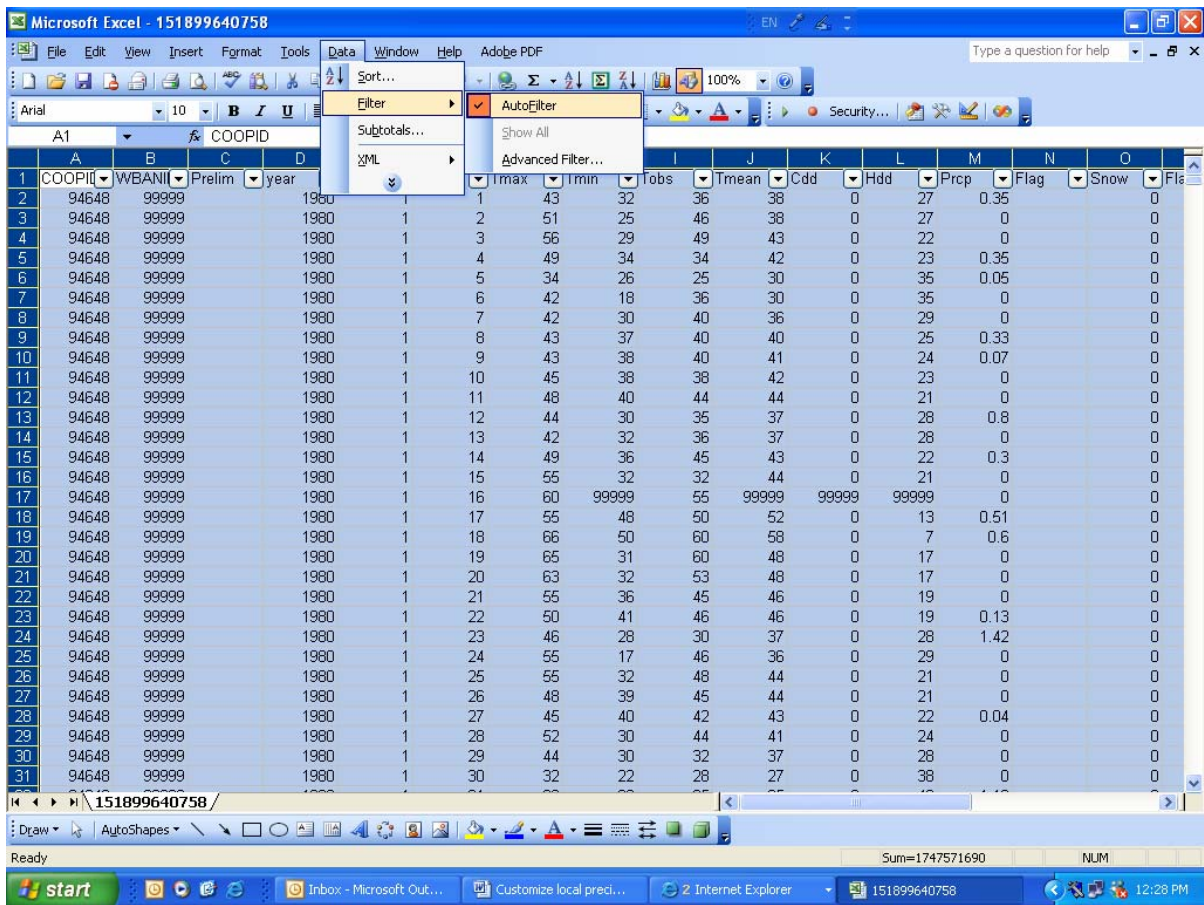 Microsoft Excel - 151899640758
EN
File Edit View Insert Format Tools Data Window Help Adobe PDF
Type a question for help
Sort...
100%
Arial 10 B I U
Filter
AutoFilter
Security...
Subtotals...
Show All
A1 fx COOPID
XML
Advanced Filter...
A B C D I J K L M N O
1 WBANI Prelim year Tmax Tmin Tobs Tmean Cdd Hdd Prcp Flag Snow
2 94648 99999 1980 1 1 43 32 36 38 0 27 0.35 0
3 94648 99999 1980 1 2 51 25 46 38 0 27 0 0
4 94648 99999 1980 1 3 56 29 49 43 0 22 0 0
5 94648 99999 1980 1 4 49 34 34 42 0 23 0.35 0
6 94648 99999 1980 1 5 34 26 25 30 0 35 0.05 0
7 94648 99999 1980 1 6 42 18 36 30 0 35 0 0
8 94648 99999 1980 1 7 42 30 40 36 0 29 0 0
9 94648 99999 1980 1 8 43 37 40 40 0 25 0.33 0
10 94648 99999 1980 1 9 43 38 40 41 0 24 0.07 0
11 94648 99999 1980 1 10 45 38 38 42 0 23 0 0
12 94648 99999 1980 1 11 48 40 44 44 0 21 0 0
13 94648 99999 1980 1 12 44 30 35 37 0 28 0.8 0
14 94648 99999 1980 1 13 42 32 36 37 0 28 0 0
15 94648 99999 1980 1 14 49 36 45 43 0 22 0.3 0
16 94648 99999 1980 1 15 55 32 32 44 0 21 0 0
17 94648 99999 1980 1 16 60 99999 55 99999 99999 99999 0 0
18 94648 99999 1980 1 17 55 48 50 52 0 13 0.51 0
19 94648 99999 1980 1 18 66 50 60 58 0 7 0.6 0
20 94648 99999 1980 1 19 65 31 60 48 0 17 0 0
21 94648 99999 1980 1 20 63 32 53 48 0 17 0 0
22 94648 99999 1980 1 21 55 36 45 46 0 19 0 0
23 94648 99999 1980 1 22 50 41 46 46 0 19 0.13 0
24 94648 99999 1980 1 23 46 28 30 37 0 28 1.42 0
25 94648 99999 1980 1 24 55 17 46 36 0 29 0 0
26 94648 99999 1980 1 25 55 32 48 44 0 21 0 0
27 94648 99999 1980 1 26 48 39 45 44 0 21 0 0
28 94648 99999 1980 1 27 45 40 42 43 0 22 0.04 0
29 94648 99999 1980 1 28 52 30 44 41 0 24 0 0
30 94648 99999 1980 1 29 44 30 32 37 0 28 0 0
31 94648 99999 1980 1 30 32 22 28 27 0 38 0 0
151899640758
Draw AutoShapes
Ready Sum=1747571690 NUM
start Inbox - Microsoft Out... Customize local preci... 2 Internet Explorer 151899640758 12:28 PM